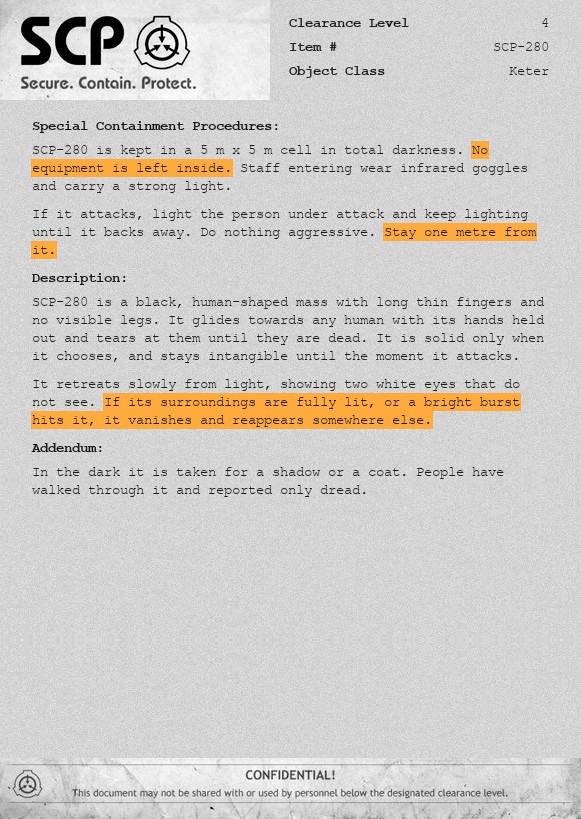 SCP
Secure. Contain. Protect.
Clearance Level 4
Item # SCP-280
Object Class Keter
Special Containment Procedures:
SCP-280 is kept in a 5 m x 5 m cell in total darkness. No
equipment is left inside. Staff entering wear infrared goggles
and carry a strong light.
If it attacks, light the person under attack and keep lighting
until it backs away. Do nothing aggressive. Stay one metre from
it.
Description:
SCP-280 is a black, human-shaped mass with long thin fingers and
no visible legs. It glides towards any human with its hands held
out and tears at them until they are dead. It is solid only when
it chooses, and stays intangible until the moment it attacks.
It retreats slowly from light, showing two white eyes that do
not see. If its surroundings are fully lit, or a bright burst
hits it, it vanishes and reappears somewhere else.
Addendum:
In the dark it is taken for a shadow or a coat. People have
walked through it and reported only dread.
CONFIDENTIAL!
This document may not be shared with or used by personnel below the designated clearance level.